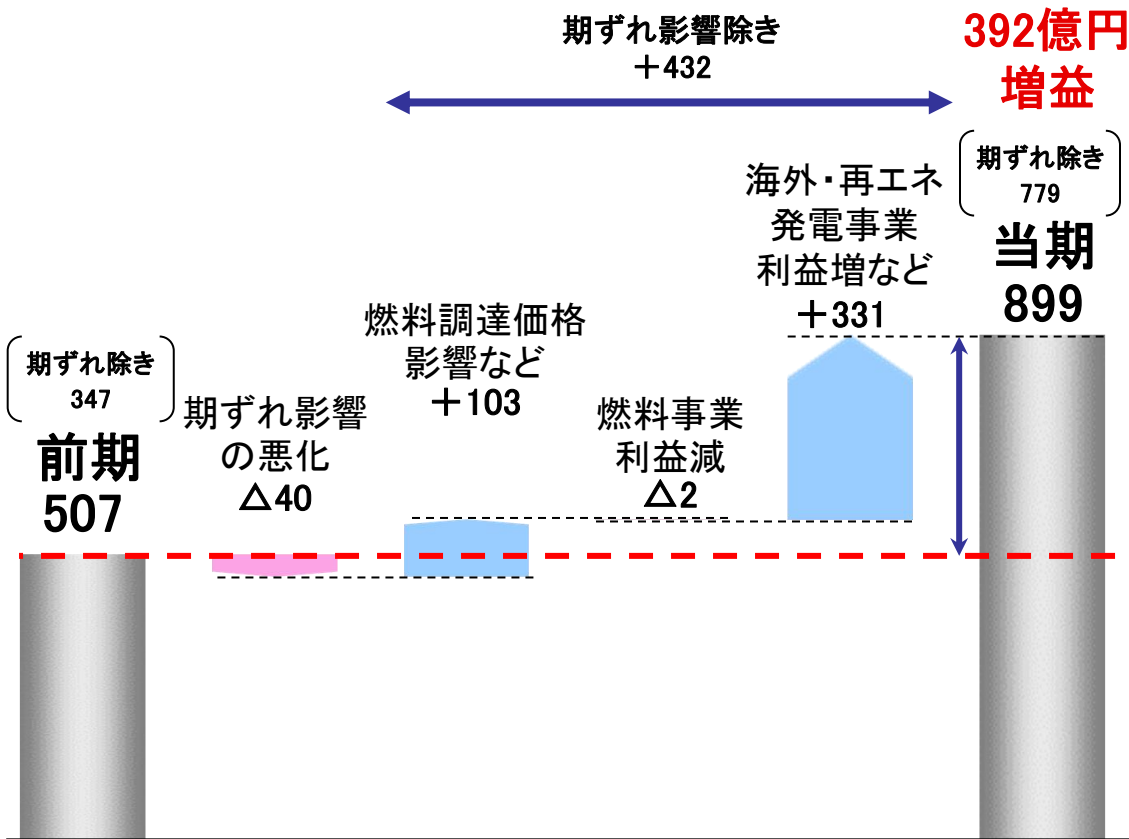 期ずれ影響除き
＋432
392億円
増益
期ずれ除き
779
当期
899
海外・再エネ
発電事業
利益増など
＋331
燃料調達価格
影響など
＋103
燃料事業
利益減
△2
期ずれ除き
347
前期
507
期ずれ影響
の悪化
△40